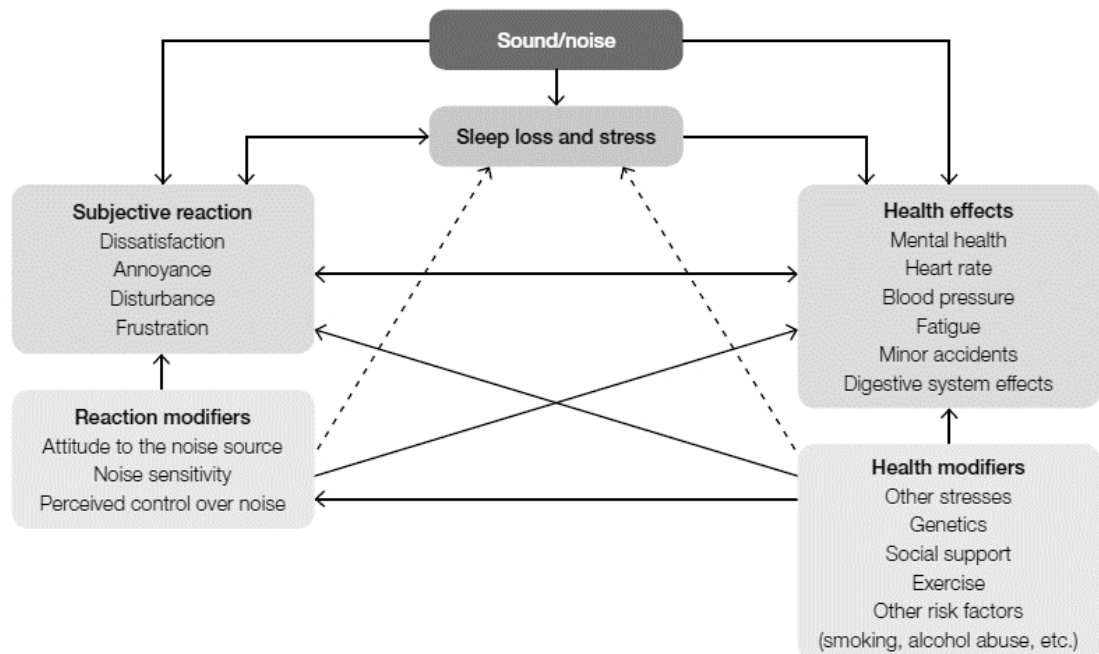 Sound/noise
Sleep loss and stress
Subjective reaction
Dissatisfaction
Annoyance
Disturbance
Frustration
Health effects
Mental health
Heart rate
Blood pressure
Fatigue
Minor accidents
Digestive system effects
Reaction modifiers
Attitude to the noise source
Noise sensitivity
Perceived control over noise
Health modifiers
Other stresses
Genetics
Social support
Exercise
Other risk factors
(smoking, alcohol abuse, etc.)